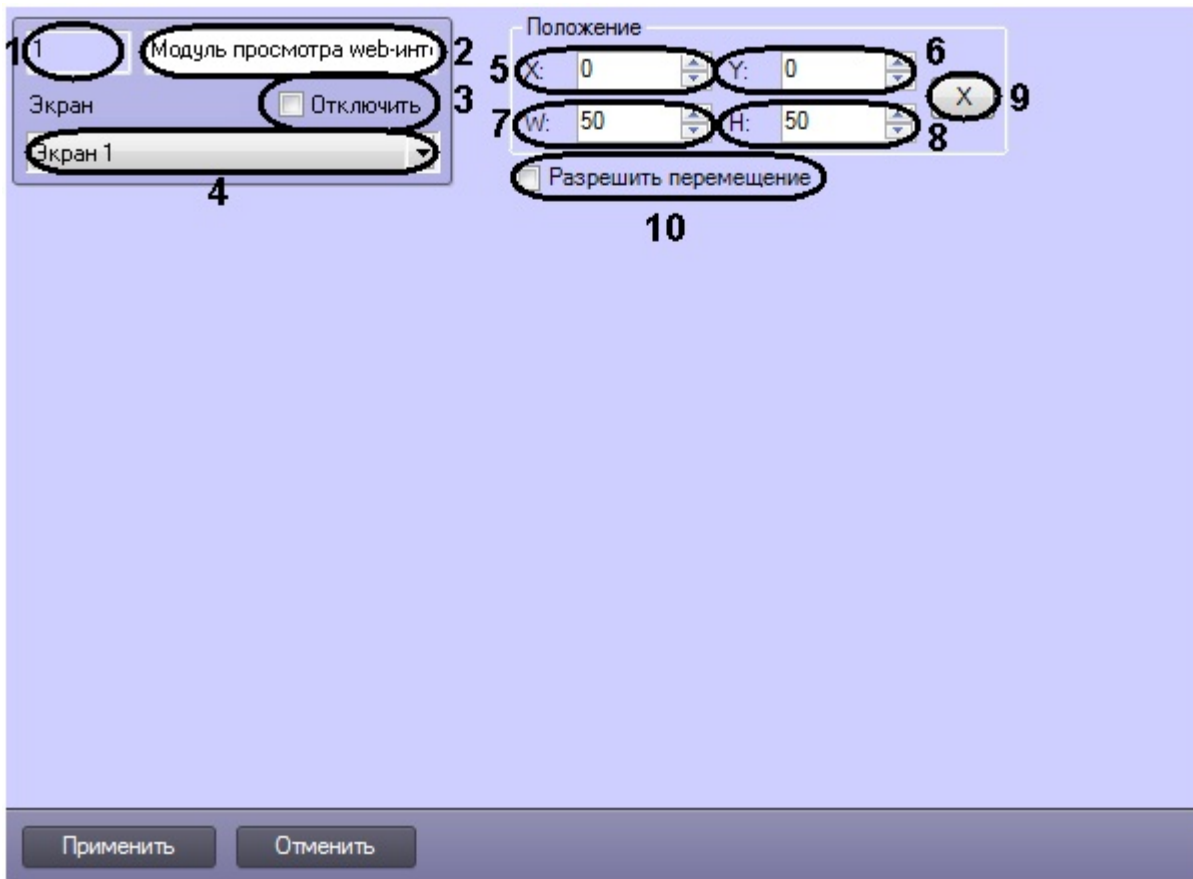 1 1 Модуль просмотра web-инт 2
Экран Отключить 3
Экран 1
4
Положение
5 X: 0 Y: 0 6
X 9
7 W: 50 H: 50 8
Разрешить перемещение
10
Применить Отменить